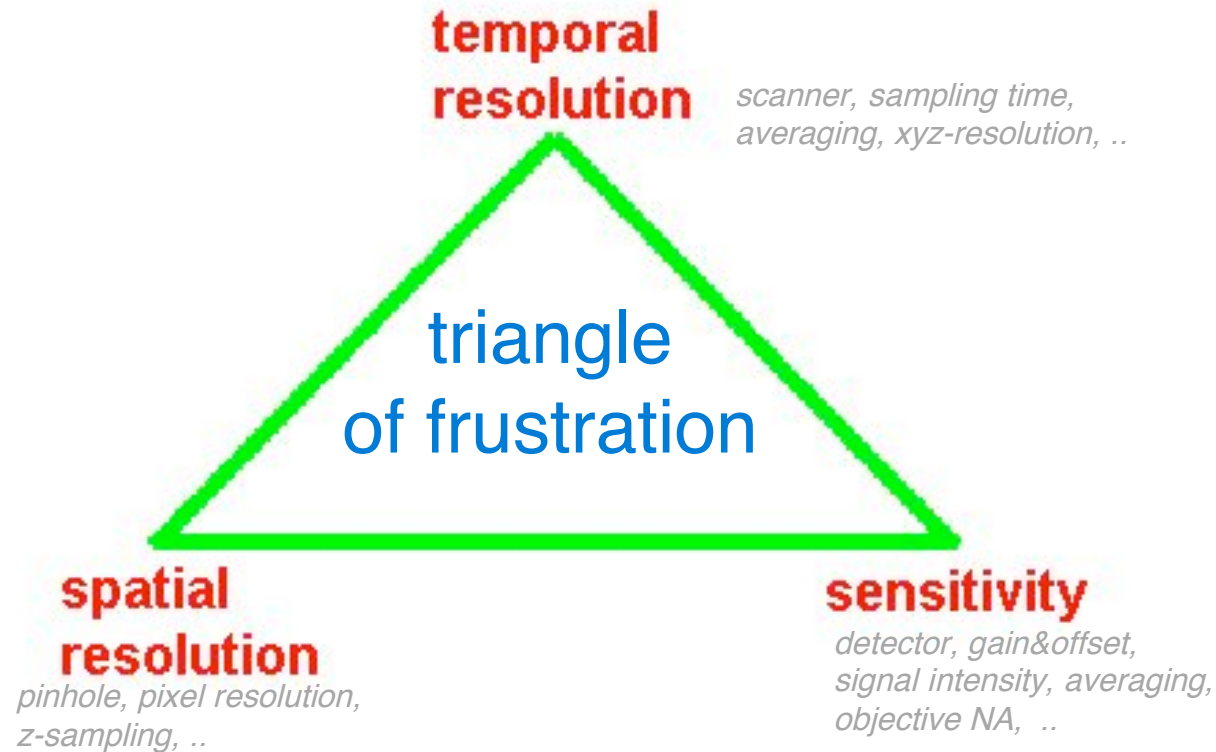 temporal
resolution
scanner, sampling time,
averaging, xyz-resolution, ..
triangle
of frustration
spatial
resolution
pinhole, pixel resolution,
z-sampling, ..
sensitivity
detector, gain&offset,
signal intensity, averaging,
objective NA, ..